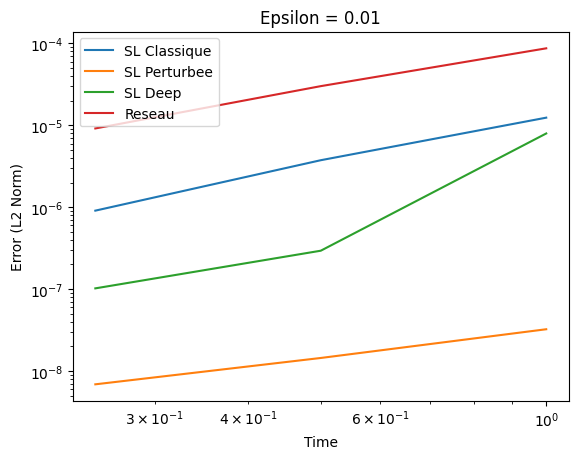 Epsilon = 0.01
SL Classique
SL Perturbee
SL Deep
Reseau
Error (L2 Norm)
10⁻⁴
10⁻⁵
10⁻⁶
10⁻⁷
10⁻⁸
3 × 10⁻¹ 4 × 10⁻¹ 6 × 10⁻¹ 10⁰
Time